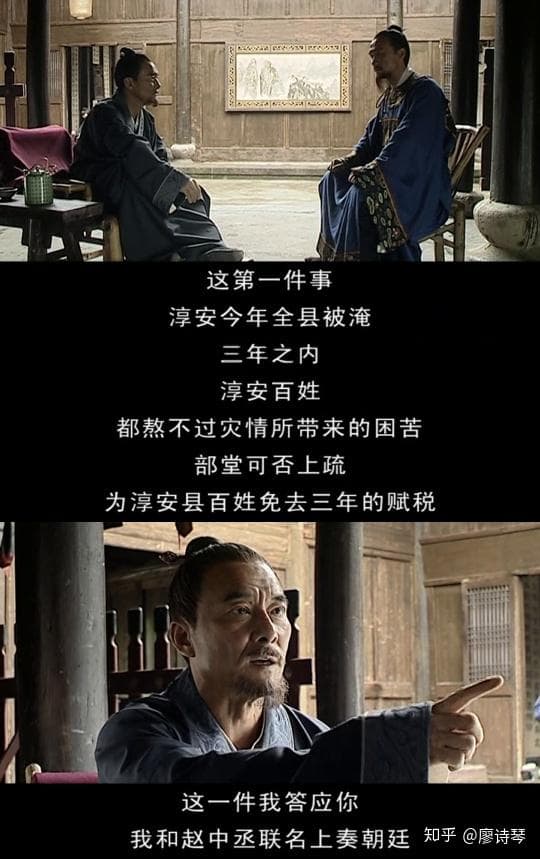 这第一件事
淳安今年全县被淹
三年之内
淳安百姓
都熬不过灾情所带来的困苦
部堂可否上疏
为淳安县百姓免去三年的赋税
这一件我答应你
我和赵中丞联名上奏朝廷
知乎 @廖诗琴